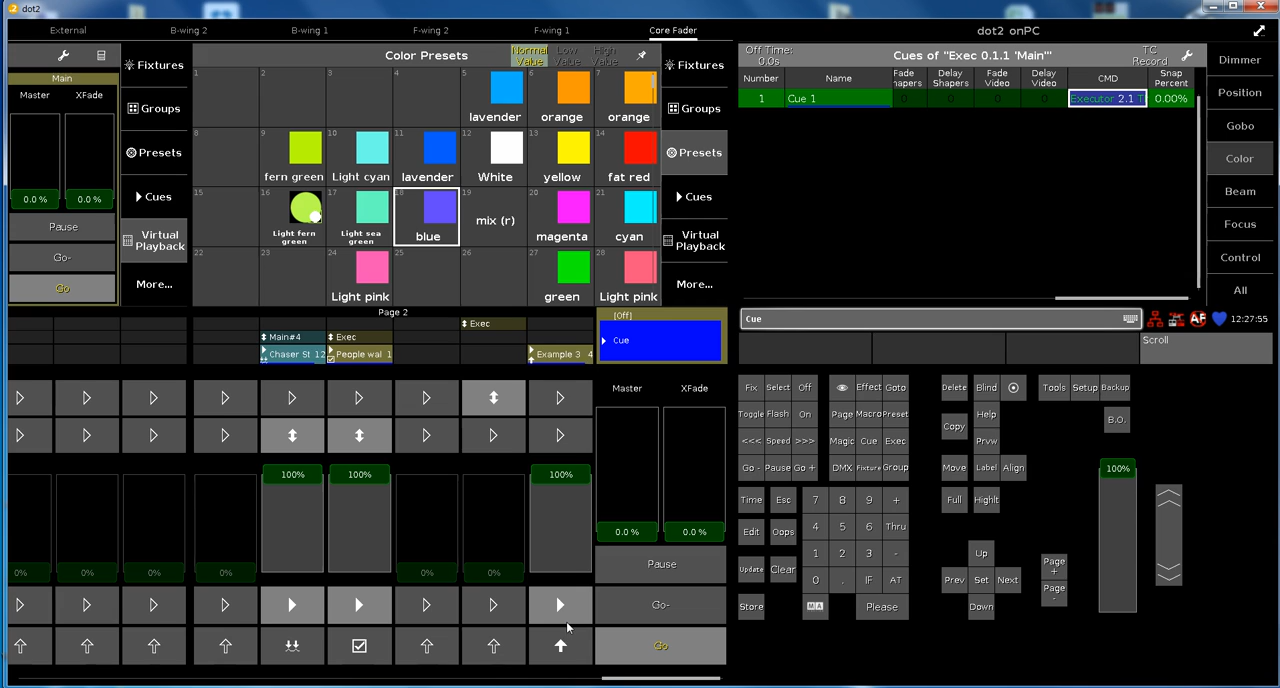 dot2
External B-wing 2 B-wing 1 F-wing 2 F-wing 1 Core Fader dot2 onPC
Main
Master XFade
0.0 % 0.0 %
Pause
Go-
Go
Fixtures
Groups
Presets
Cues
Virtual Playback
More...
Color Presets Normal Value Low Value High Value
1 2 3 4 5 6 7
lavender orange orange
8 9 10 11 12 13 14
fern green Light cyan lavender White yellow fat red
15 16 17 18 19 20 21
Light fern green Light sea green blue mix (r) magenta cyan
22 23 24 25 26 27 28
Light pink green Light pink
Fixtures
Groups
Presets
Cues
Virtual Playback
More...
Off Time: 0.0s Cues of "Exec 0.1.1 'Main'" TC Record
Number Name Fade Delay Shapers Fade Video Delay Video CMD Snap Percent
1 Cue 1 0 0 0 0 Executor 2.1 T 0.00%
Dimmer
Position
Gobo
Color
Beam
Focus
Control
All
Page 2
Exec
Main#4 Exec
Chaser St 12 People wal 1 Example 3 4
[Off]
Cue
Cue 12:27:55
Scroll
Master XFade
100% 100% 100%
0% 0% 0% 0% 0% 0%
0.0 % 0.0 %
Pause
Go-
Go
Fix Select Off Effect Goto Delete Blind Tools Setup Backup
Toggle Flash On Page Macro Preset Help
Copy B.O.
<<< Speed >>> Magic Cue Exec Prvw
Go - Pause Go + DMX Fixture Group Move Label Align 100%
Time Esc 7 8 9 + Full Highlt
Edit Oops 4 5 6 Thru
1 2 3 - Up
Update Clear Page +
0 . IF AT Prev Set Next
Page -
Store MA Please Down